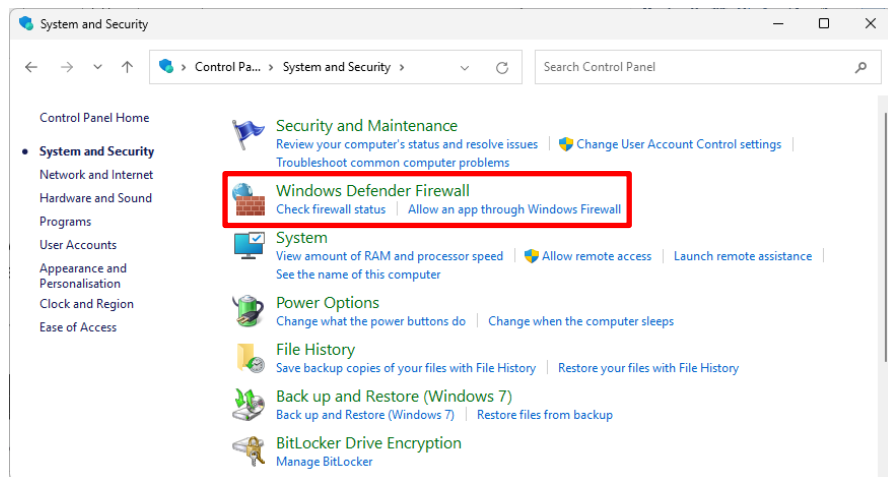 System and Security
Control Pa... > System and Security >
Search Control Panel
Control Panel Home
System and Security
Network and Internet
Hardware and Sound
Programs
User Accounts
Appearance and
Personalisation
Clock and Region
Ease of Access
Security and Maintenance
Review your computer's status and resolve issues
Change User Account Control settings
Troubleshoot common computer problems
Windows Defender Firewall
Check firewall status
Allow an app through Windows Firewall
System
View amount of RAM and processor speed
Allow remote access
Launch remote assistance
See the name of this computer
Power Options
Change what the power buttons do
Change when the computer sleeps
File History
Save backup copies of your files with File History
Restore your files with File History
Back up and Restore (Windows 7)
Back up and Restore (Windows 7)
Restore files from backup
BitLocker Drive Encryption
Manage BitLocker